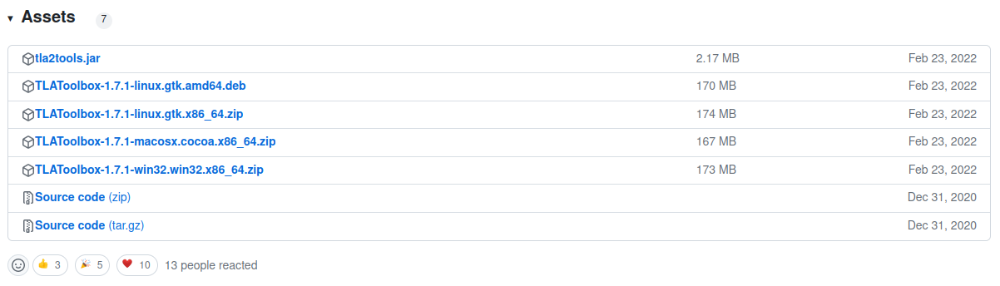 Assets 7
tla2tools.jar 2.17 MB Feb 23, 2022
TLAToolbox-1.7.1-linux.gtk.amd64.deb 170 MB Feb 23, 2022
TLAToolbox-1.7.1-linux.gtk.x86_64.zip 174 MB Feb 23, 2022
TLAToolbox-1.7.1-macosx.cocoa.x86_64.zip 167 MB Feb 23, 2022
TLAToolbox-1.7.1-win32.win32.x86_64.zip 173 MB Feb 23, 2022
Source code (zip) Dec 31, 2020
Source code (tar.gz) Dec 31, 2020
3 5 10 13 people reacted